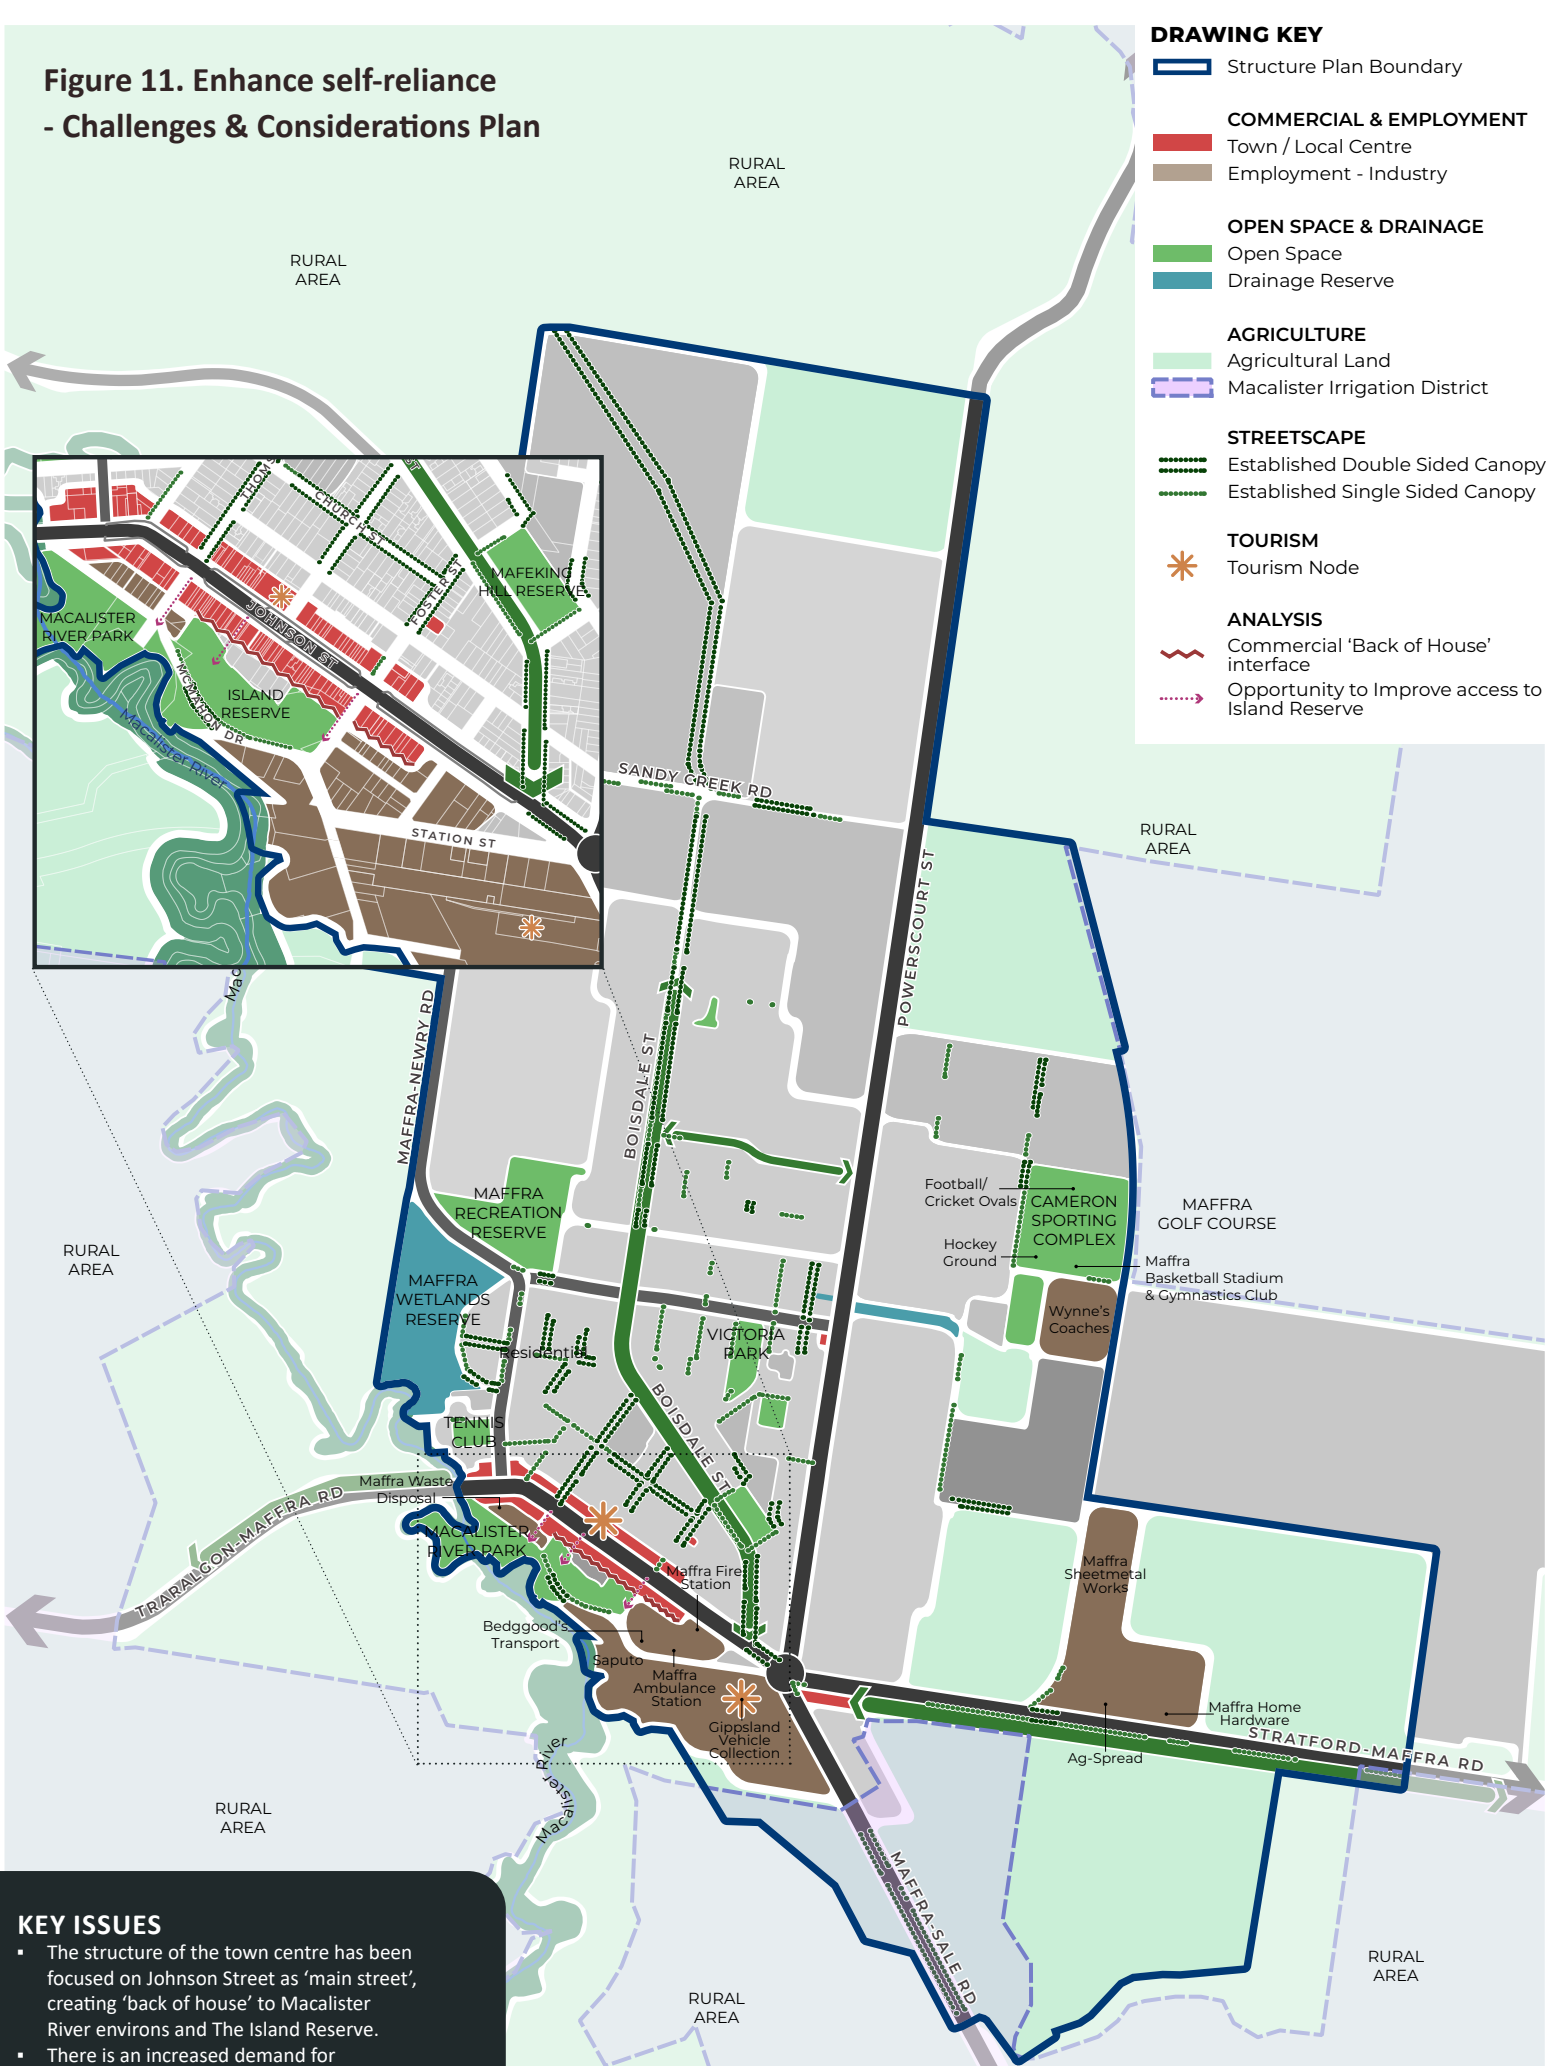 Figure 11. Enhance self-reliance
- Challenges & Considerations Plan
DRAWING KEY
Structure Plan Boundary
COMMERCIAL & EMPLOYMENT
Town / Local Centre
Employment - Industry
OPEN SPACE & DRAINAGE
Open Space
Drainage Reserve
AGRICULTURE
Agricultural Land
Macalister Irrigation District
STREETSCAPE
Established Double Sided Canopy
Established Single Sided Canopy
TOURISM
Tourism Node
ANALYSIS
Commercial ‘Back of House’
interface
Opportunity to Improve access to
Island Reserve
RURAL
AREA
RURAL
AREA
THOMS
CHURCH ST
ST
FOSTER ST
MAFEKING
HILL RESERVE
JOHNSON ST
MACALISTER
RIVER PARK
ISLAND
RESERVE
MCMAHON DR
Macalister River
STATION ST
SANDY CREEK RD
RURAL
AREA
POWERSCOURT ST
Mac
MAFFRA-NEWRY RD
BOISDALE ST
MAFFRA
RECREATION
RESERVE
Football/
Cricket Ovals
CAMERON
SPORTING
COMPLEX
MAFFRA
GOLF COURSE
Hockey
Ground
Maffra
Basketball Stadium
& Gymnastics Club
RURAL
AREA
MAFFRA
WETLANDS
RESERVE
Wynne's
Coaches
Residential
VICTORIA
PARK
BOISDALE ST
TENNIS
CLUB
Maffra Waste
Disposal
TRARALGON-MAFFRA RD
MACALISTER
RIVER PARK
Maffra Fire
Station
Maffra
Sheetmetal
Works
Bedggood's
Transport
Saputo
Maffra
Ambulance
Station
Gippsland
Vehicle
Collection
Maffra Home
Hardware
Ag-Spread
STRATFORD-MAFFRA RD
Macalister River
RURAL
AREA
MAFFRA-SALE RD
RURAL
AREA
RURAL
AREA
KEY ISSUES
▪ The structure of the town centre has been
focused on Johnson Street as ‘main street’,
creating ‘back of house’ to Macalister
River environs and The Island Reserve.
▪ There is an increased demand for